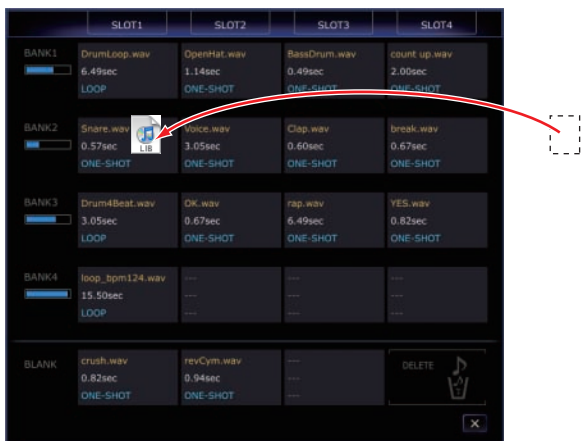 SLOT1 SLOT2 SLOT3 SLOT4
BANK1 DrumLoop.wav OpenHat.wav BassDrum.wav count up.wav
6.49sec 1.14sec 0.49sec 2.00sec
LOOP ONE-SHOT ONE-SHOT ONE-SHOT
BANK2 Snare.wav Voice.wav Clap.wav break.wav
0.57sec LIB 3.05sec 0.60sec 0.67sec
ONE-SHOT ONE-SHOT ONE-SHOT ONE-SHOT
BANK3 Drum4Beat.wav OK.wav rap.wav YES.wav
3.05sec 0.67sec 6.49sec 0.82sec
LOOP ONE-SHOT ONE-SHOT ONE-SHOT
BANK4 loop_bpm124.wav --- --- ---
15.50sec --- --- ---
LOOP --- --- ---
BLANK crush.wav revCym.wav --- DELETE
0.82sec 0.94sec ---
ONE-SHOT ONE-SHOT ---